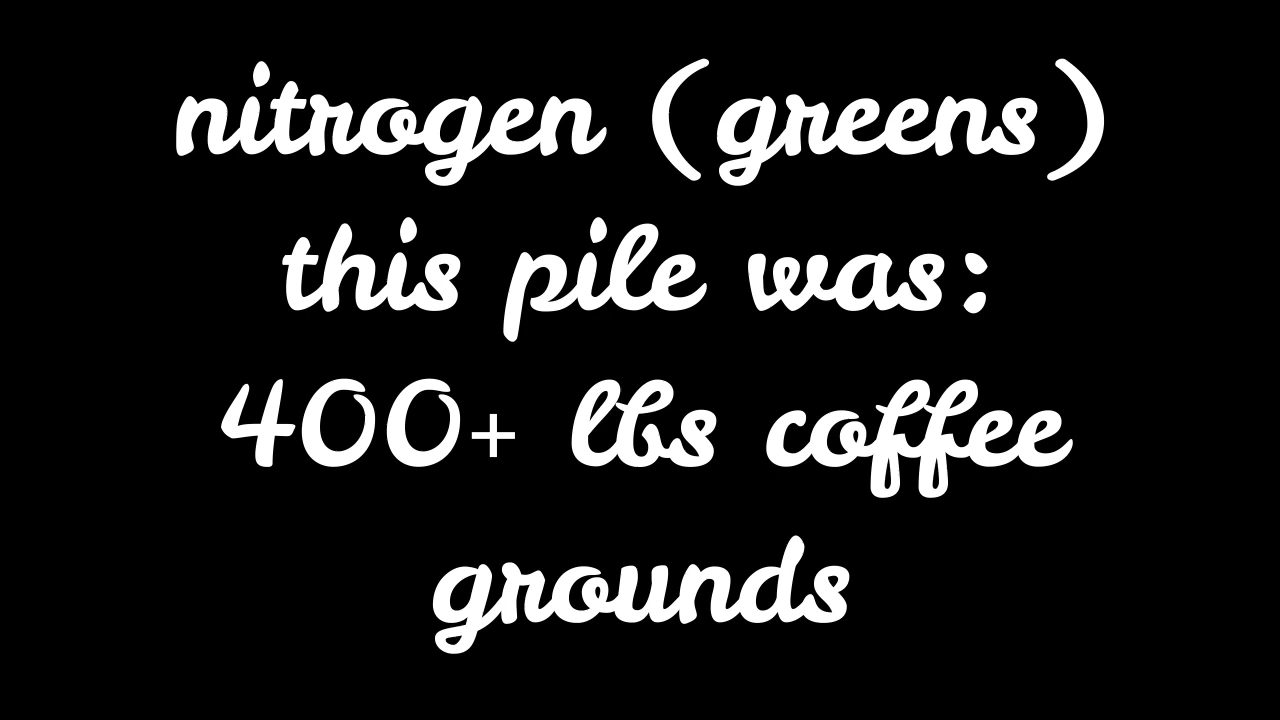 nitrogen (greens)
this pile was:
400+ lbs coffee
grounds